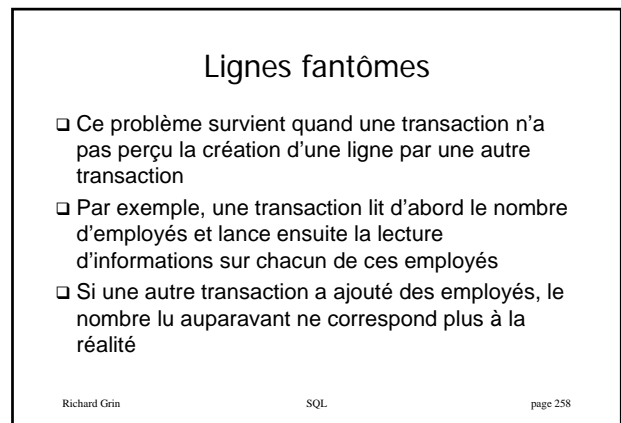 Lignes fantômes
❑ Ce problème survient quand une transaction n’a
pas perçu la création d’une ligne par une autre
transaction
❑ Par exemple, une transaction lit d’abord le nombre
d’employés et lance ensuite la lecture
d’informations sur chacun de ces employés
❑ Si une autre transaction a ajouté des employés, le
nombre lu auparavant ne correspond plus à la
réalité
Richard Grin SQL page 258